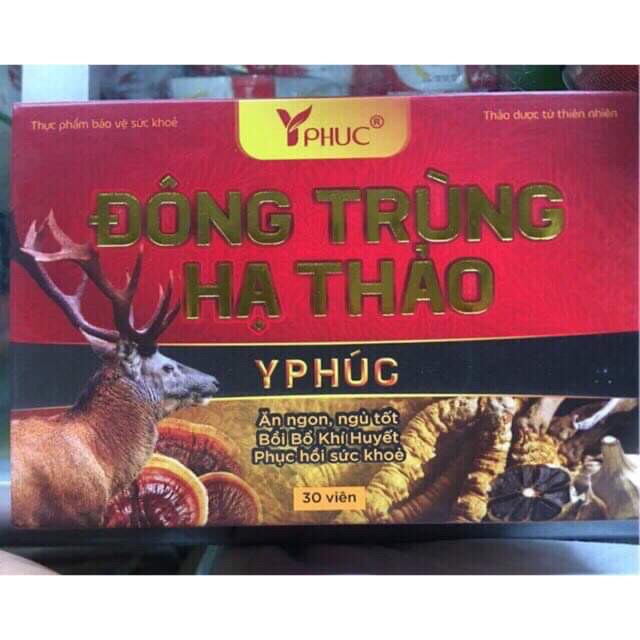 Thực phẩm bảo vệ sức khoẻ
YPHUC®
Thảo dược từ thiên nhiên
ĐÔNG TRÙNG
HẠ THẢO
YPHÚC
Ăn ngon, ngủ tốt
Bồi Bổ Khí Huyết
Phục hồi sức khoẻ
30 viên